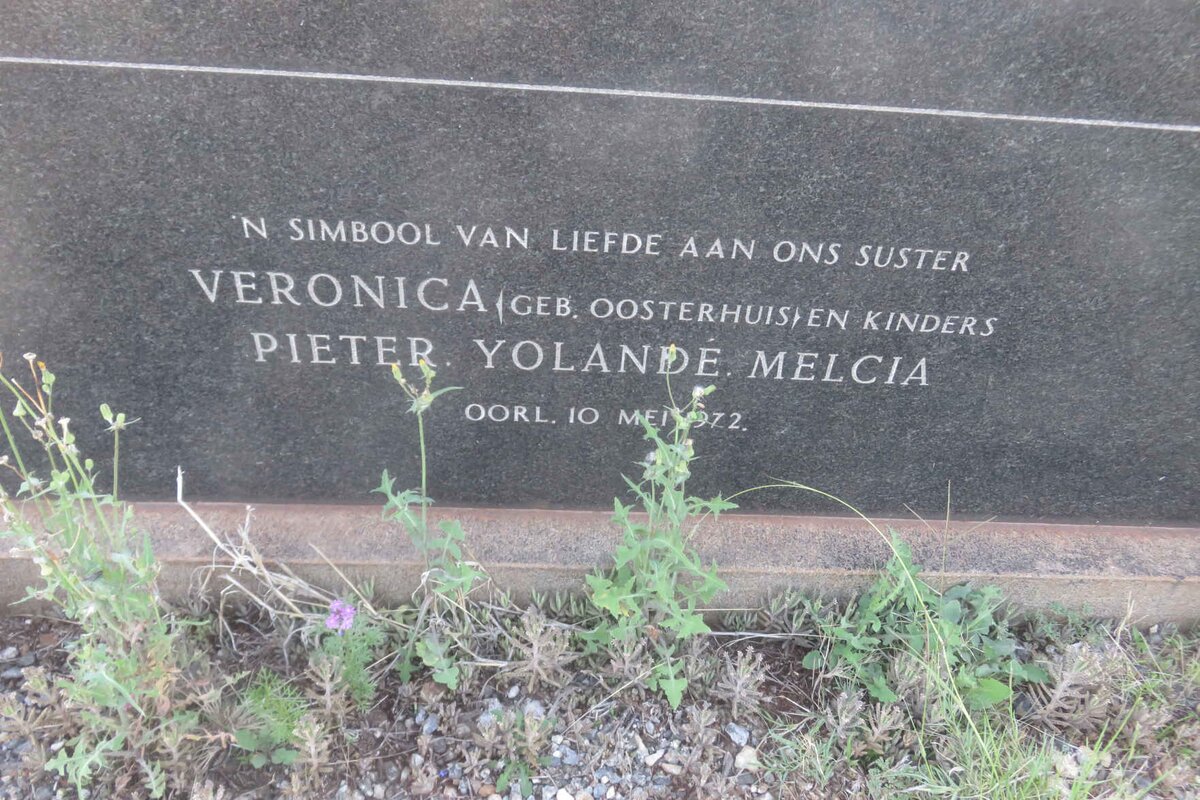 'N SIMBOOL VAN LIEFDE AAN ONS SUSTER
VERONICA (GEB. OOSTERHUIS) EN KINDERS
PIETER. YOLANDÉ. MELCIA
OORL. 10 MEI 1972.